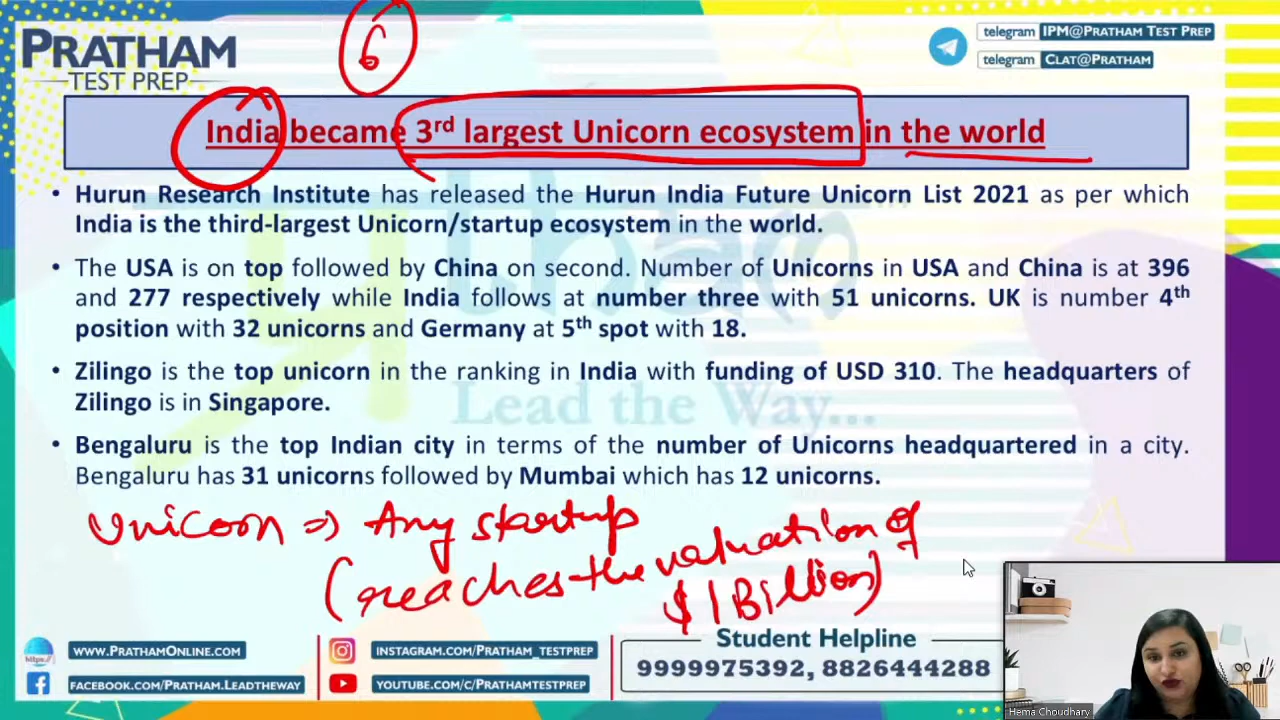 PRATHAM
TEST PREP
6
telegram IPM@PRATHAM TEST PREP
telegram CLAT@PRATHAM
India became 3rd largest Unicorn ecosystem in the world
• Hurun Research Institute has released the Hurun India Future Unicorn List 2021 as per which
India is the third-largest Unicorn/startup ecosystem in the world.
• The USA is on top followed by China on second. Number of Unicorns in USA and China is at 396
and 277 respectively while India follows at number three with 51 unicorns. UK is number 4th
position with 32 unicorns and Germany at 5th spot with 18.
• Zilingo is the top unicorn in the ranking in India with funding of USD 310. The headquarters of
Zilingo is in Singapore.
• Bengaluru is the top Indian city in terms of the number of Unicorns headquartered in a city.
Bengaluru has 31 unicorns followed by Mumbai which has 12 unicorns.
Lead the Way...
Unicorn => Any startup
(reaches the valuation of
$1 Billion)
https://
WWW.PRATHAMONLINE.COM
FACEBOOK.COM/PRATHAM.LEADTHEWAY
INSTAGRAM.COM/PRATHAM_TESTPREP
YOUTUBE.COM/C/PRATHAMTESTPREP
Student Helpline
9999975392, 8826444288
Hema Choudhary